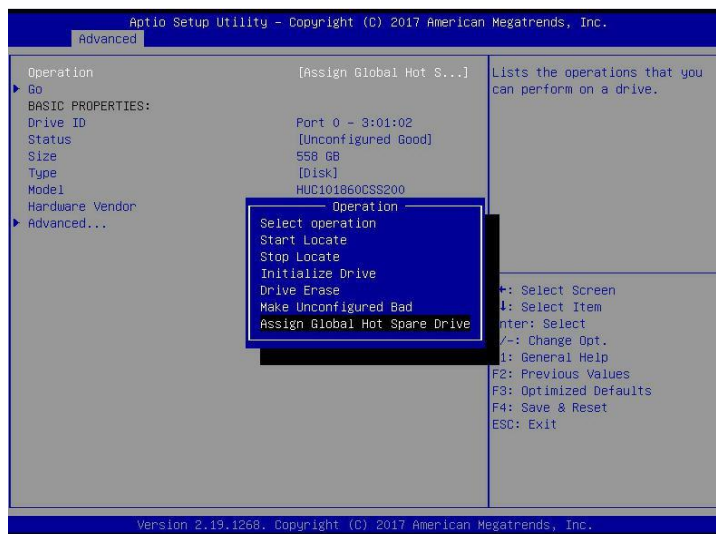 Aptio Setup Utility – Copyright (C) 2017 American Megatrends, Inc.
Advanced
Operation [Assign Global Hot S...]
Go
BASIC PROPERTIES:
Drive ID Port 0 – 3:01:02
Status [Unconfigured Good]
Size 558 GB
Type [Disk]
Model HUC101860CSS200
Hardware Vendor
Advanced...
Operation
Select operation
Start Locate
Stop Locate
Initialize Drive
Drive Erase
Make Unconfigured Bad
Assign Global Hot Spare Drive
Lists the operations that you
can perform on a drive.
: Select Screen
: Select Item
nter: Select
/-: Change Opt.
1: General Help
F2: Previous Values
F3: Optimized Defaults
F4: Save & Reset
ESC: Exit
Version 2.19.1268. Copyright (C) 2017 American Megatrends, Inc.